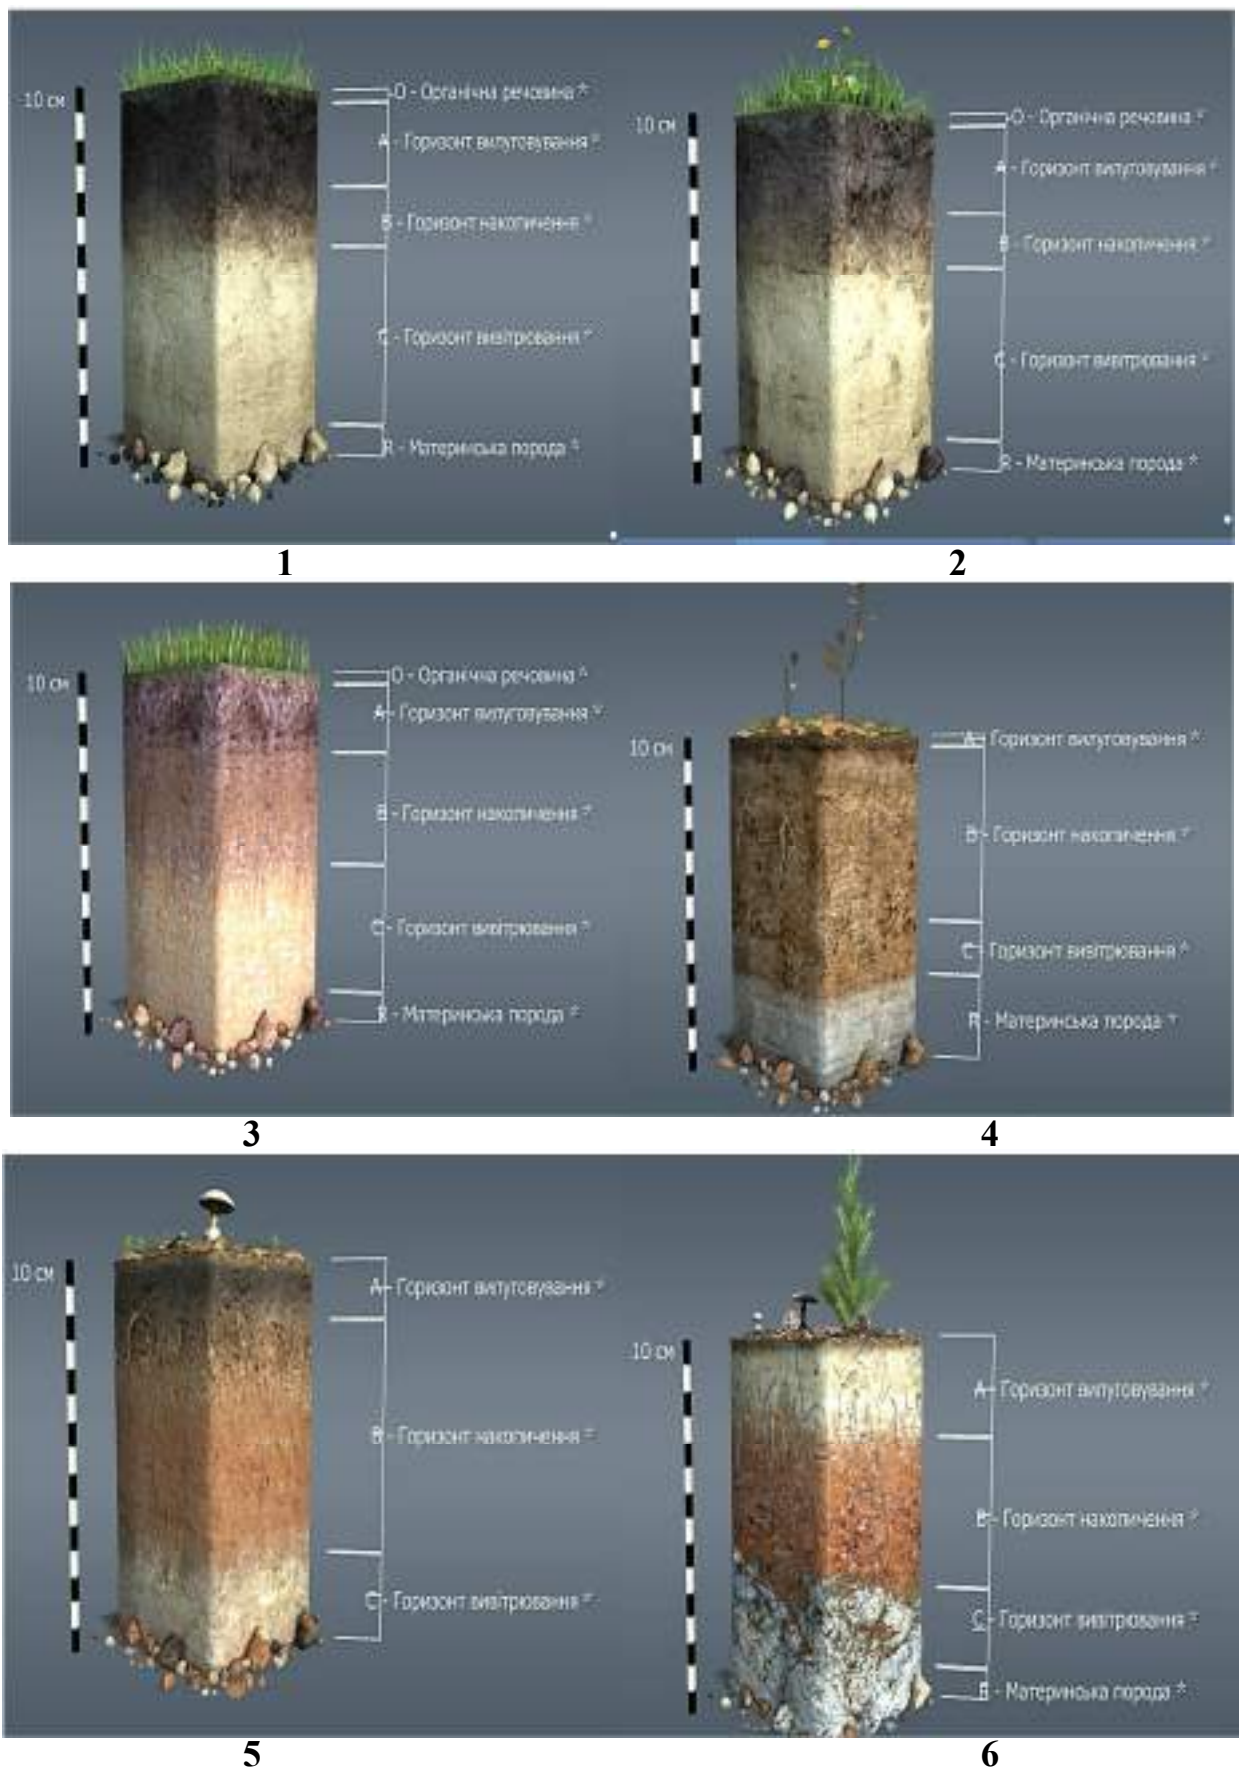 10 см
О - Органічна речовина *
А - Горизонт вилуговування *
В - Горизонт накопичення *
С - Горизонт вивітрювання *
R - Материнська порода *
1
10 см
О - Органічна речовина *
А - Горизонт вилуговування *
В - Горизонт накопичення *
С - Горизонт вивітрювання *
R - Материнська порода *
2
10 см
О - Органічна речовина *
А - Горизонт вилуговування *
В - Горизонт накопичення *
С - Горизонт вивітрювання *
R - Материнська порода *
3
10 см
А - Горизонт вилуговування *
В - Горизонт накопичення *
С - Горизонт вивітрювання *
R - Материнська порода *
4
10 см
А - Горизонт вилуговування *
В - Горизонт накопичення *
С - Горизонт вивітрювання *
5
10 см
А - Горизонт вилуговування *
В - Горизонт накопичення *
С - Горизонт вивітрювання *
R - Материнська порода *
6